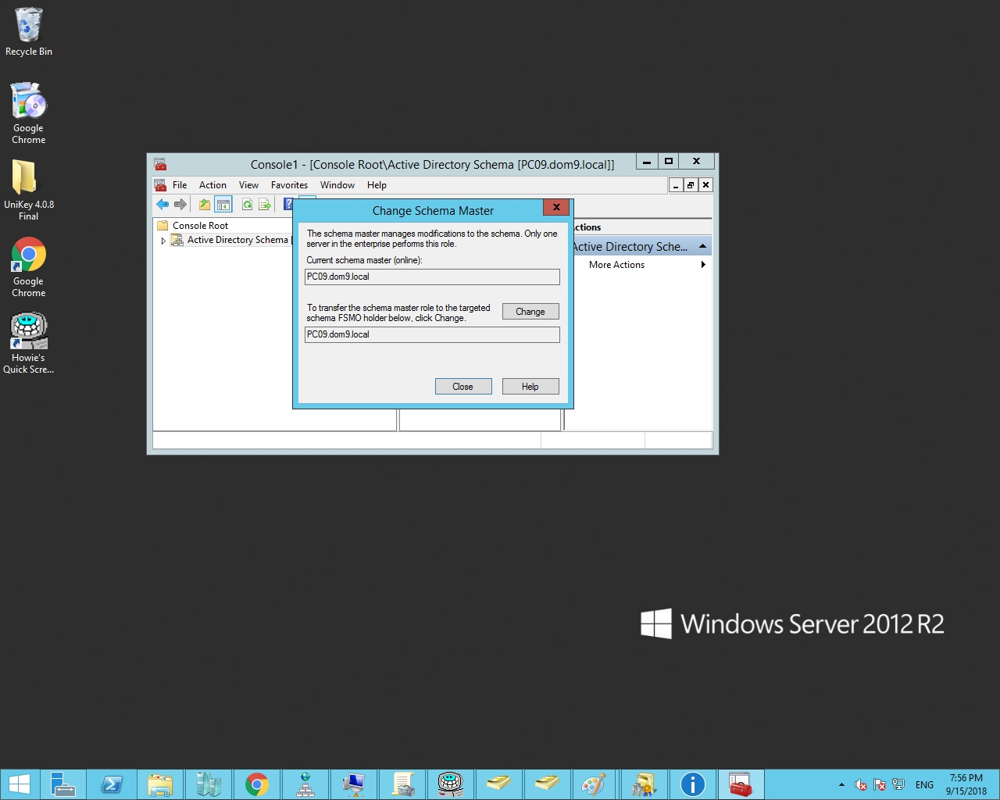 Recycle Bin
Google
Chrome
UniKey 4.0.8
Final
Google
Chrome
Howie's
Quick Scre...
Console1 - [Console Root\Active Directory Schema [PC09.dom9.local]]
File Action View Favorites Window Help
Console Root
Active Directory Schema [
Change Schema Master
The schema master manages modifications to the schema. Only one
server in the enterprise performs this role.
Current schema master (online):
PC09.dom9.local
To transfer the schema master role to the targeted
schema FSMO holder below, click Change.
Change
PC09.dom9.local
Close
Help
ctions
Active Directory Sche...
More Actions
Windows Server 2012 R2
ENG
7:56 PM
9/15/2018